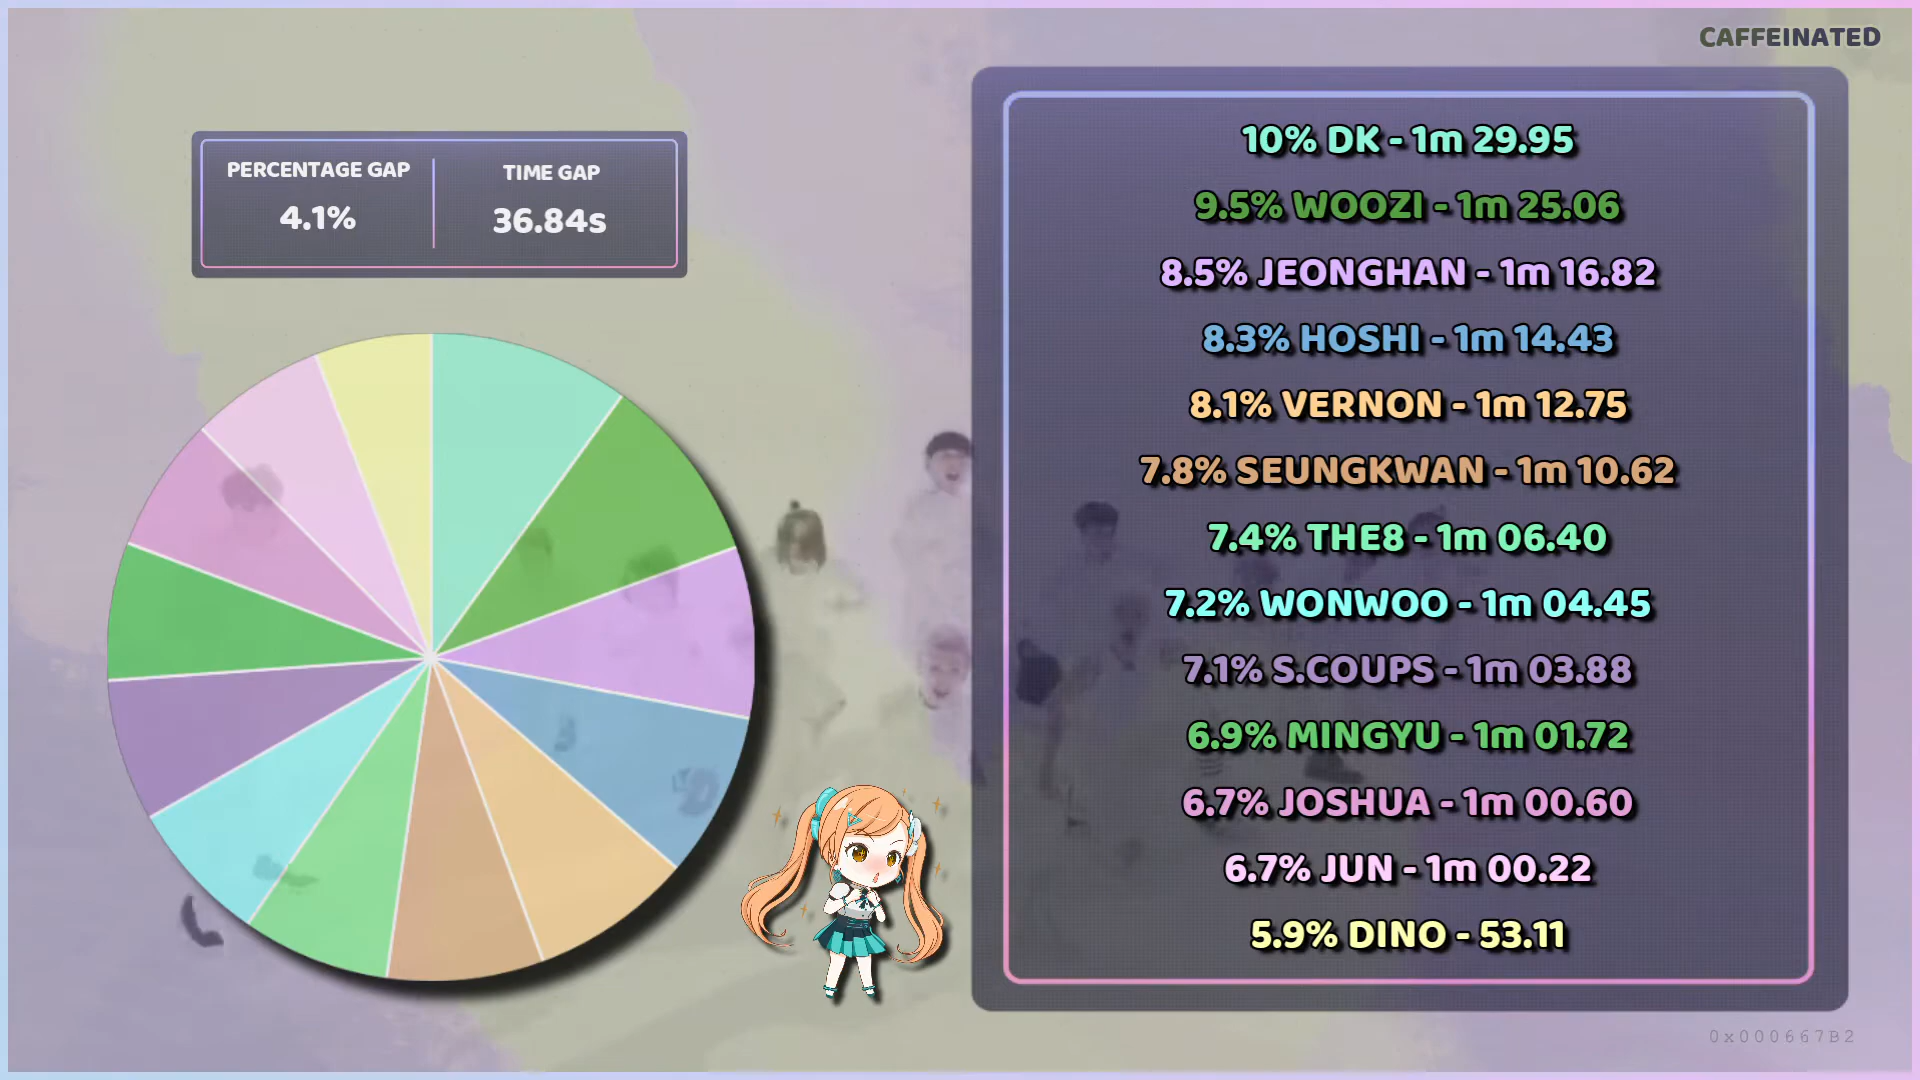 CAFFEINATED
PERCENTAGE GAP
4.1%
TIME GAP
36.84s
10% DK - 1m 29.95
9.5% WOOZI - 1m 25.06
8.5% JEONGHAN - 1m 16.82
8.3% HOSHI - 1m 14.43
8.1% VERNON - 1m 12.75
7.8% SEUNGKWAN - 1m 10.62
7.4% THE8 - 1m 06.40
7.2% WONWOO - 1m 04.45
7.1% S.COUPS - 1m 03.88
6.9% MINGYU - 1m 01.72
6.7% JOSHUA - 1m 00.60
6.7% JUN - 1m 00.22
5.9% DINO - 53.11
0x000667B2